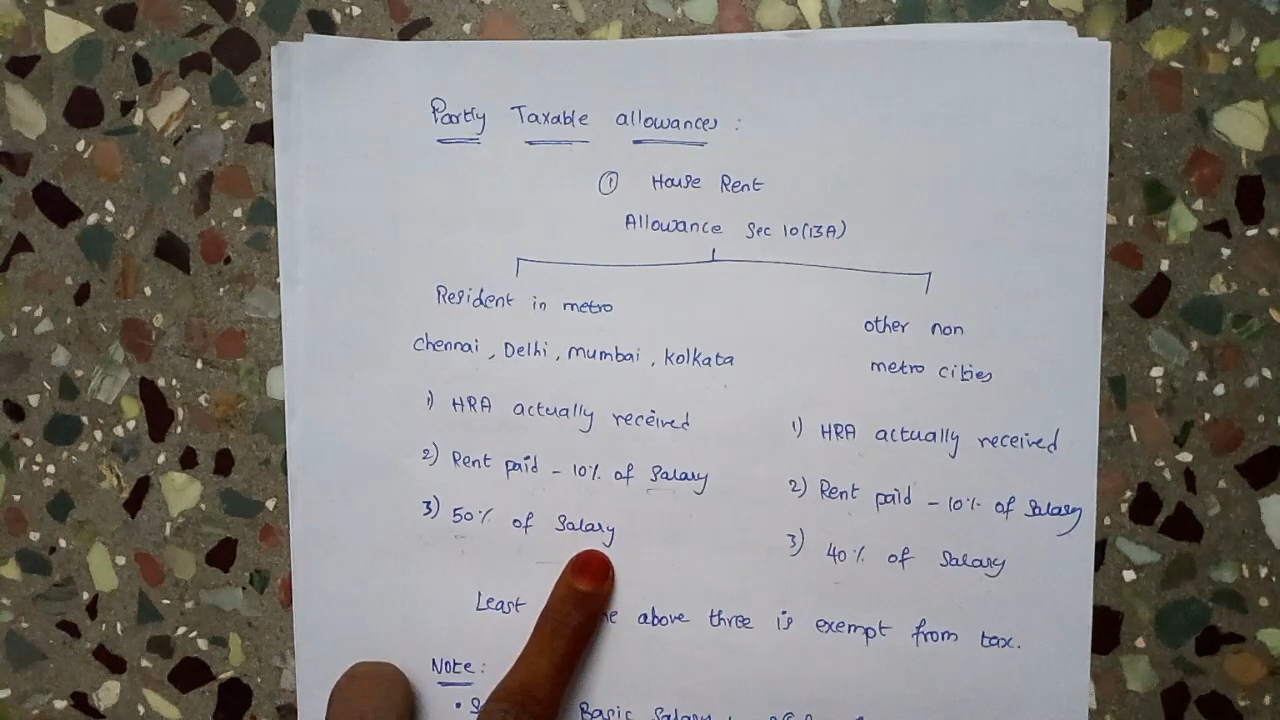 Partly Taxable allowances :
① House Rent
Allowance Sec 10(13A)
Resident in metro
Chennai, Delhi, Mumbai, Kolkata
1) HRA actually received
2) Rent paid - 10% of Salary
3) 50% of Salary
other non
metro cities
1) HRA actually received
2) Rent paid - 10% of Salary
3) 40% of Salary
Least above three is exempt from tax.
Note :
Basic Salary